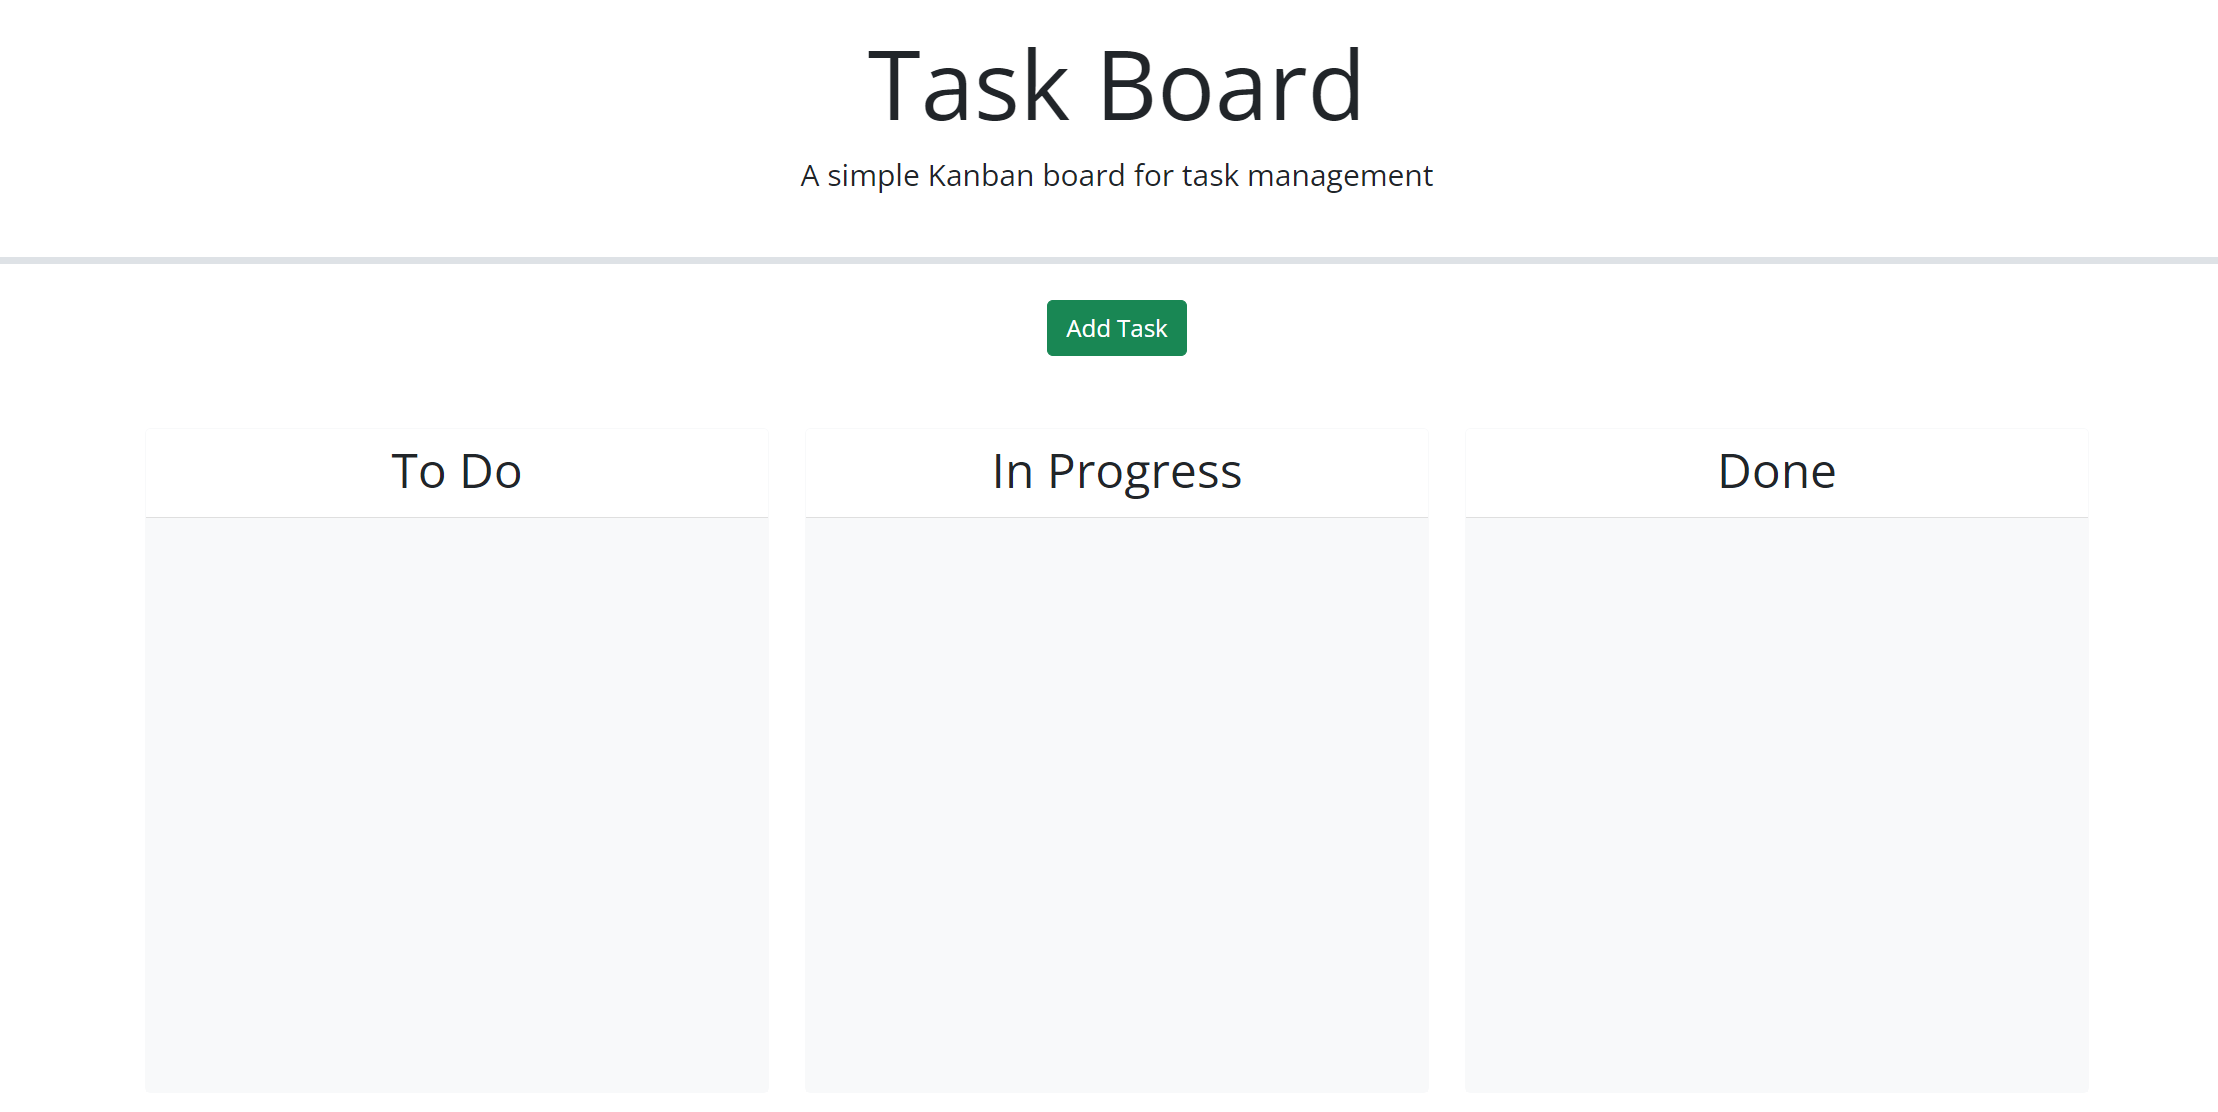 Task Board
A simple Kanban board for task management
Add Task
To Do
In Progress
Done